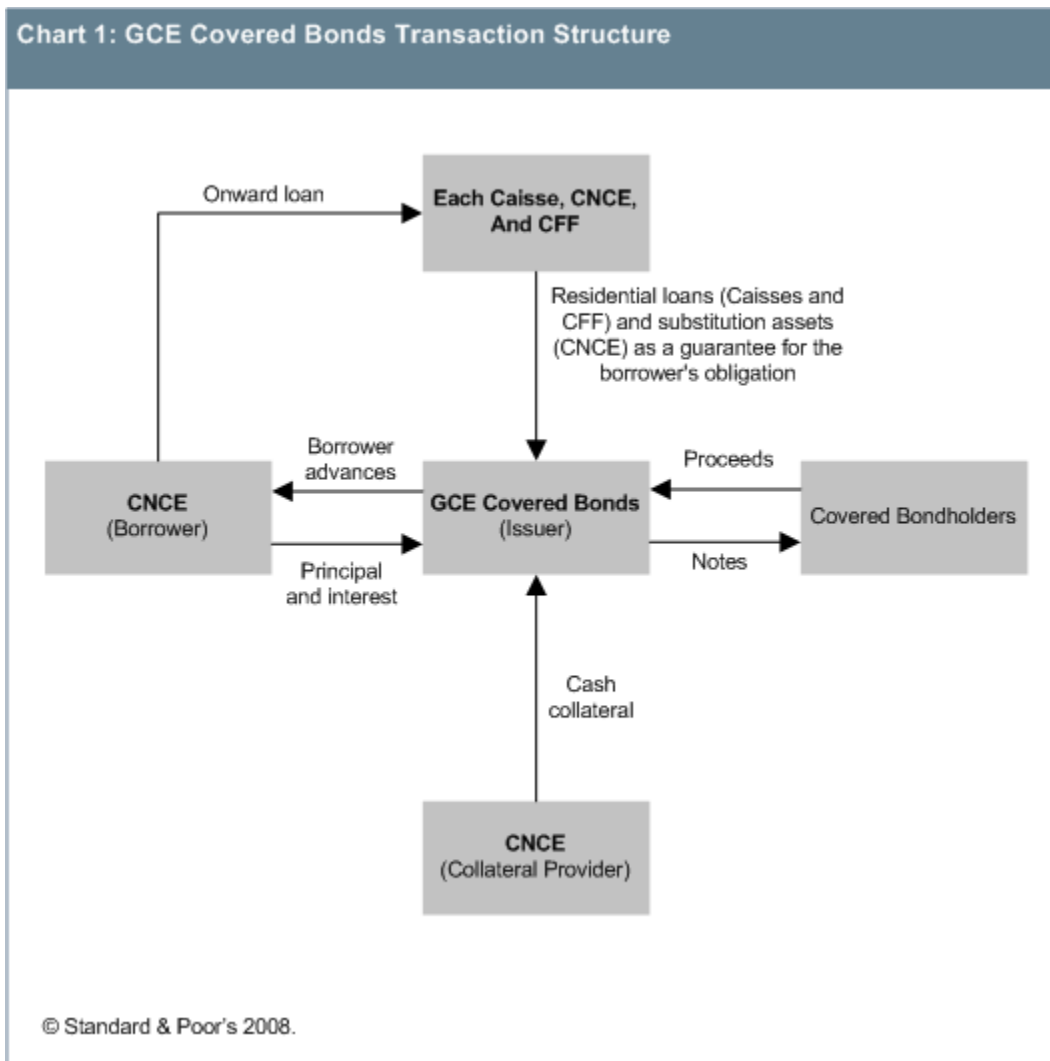 Chart 1: GCE Covered Bonds Transaction Structure
Onward loan
Each Caisse, CNCE,
And CFF
Residential loans (Caisses and
CFF) and substitution assets
(CNCE) as a guarantee for the
borrower's obligation
Borrower
advances
Proceeds
CNCE
(Borrower)
GCE Covered Bonds
(Issuer)
Covered Bondholders
Principal
and interest
Notes
Cash
collateral
CNCE
(Collateral Provider)
© Standard & Poor's 2008.